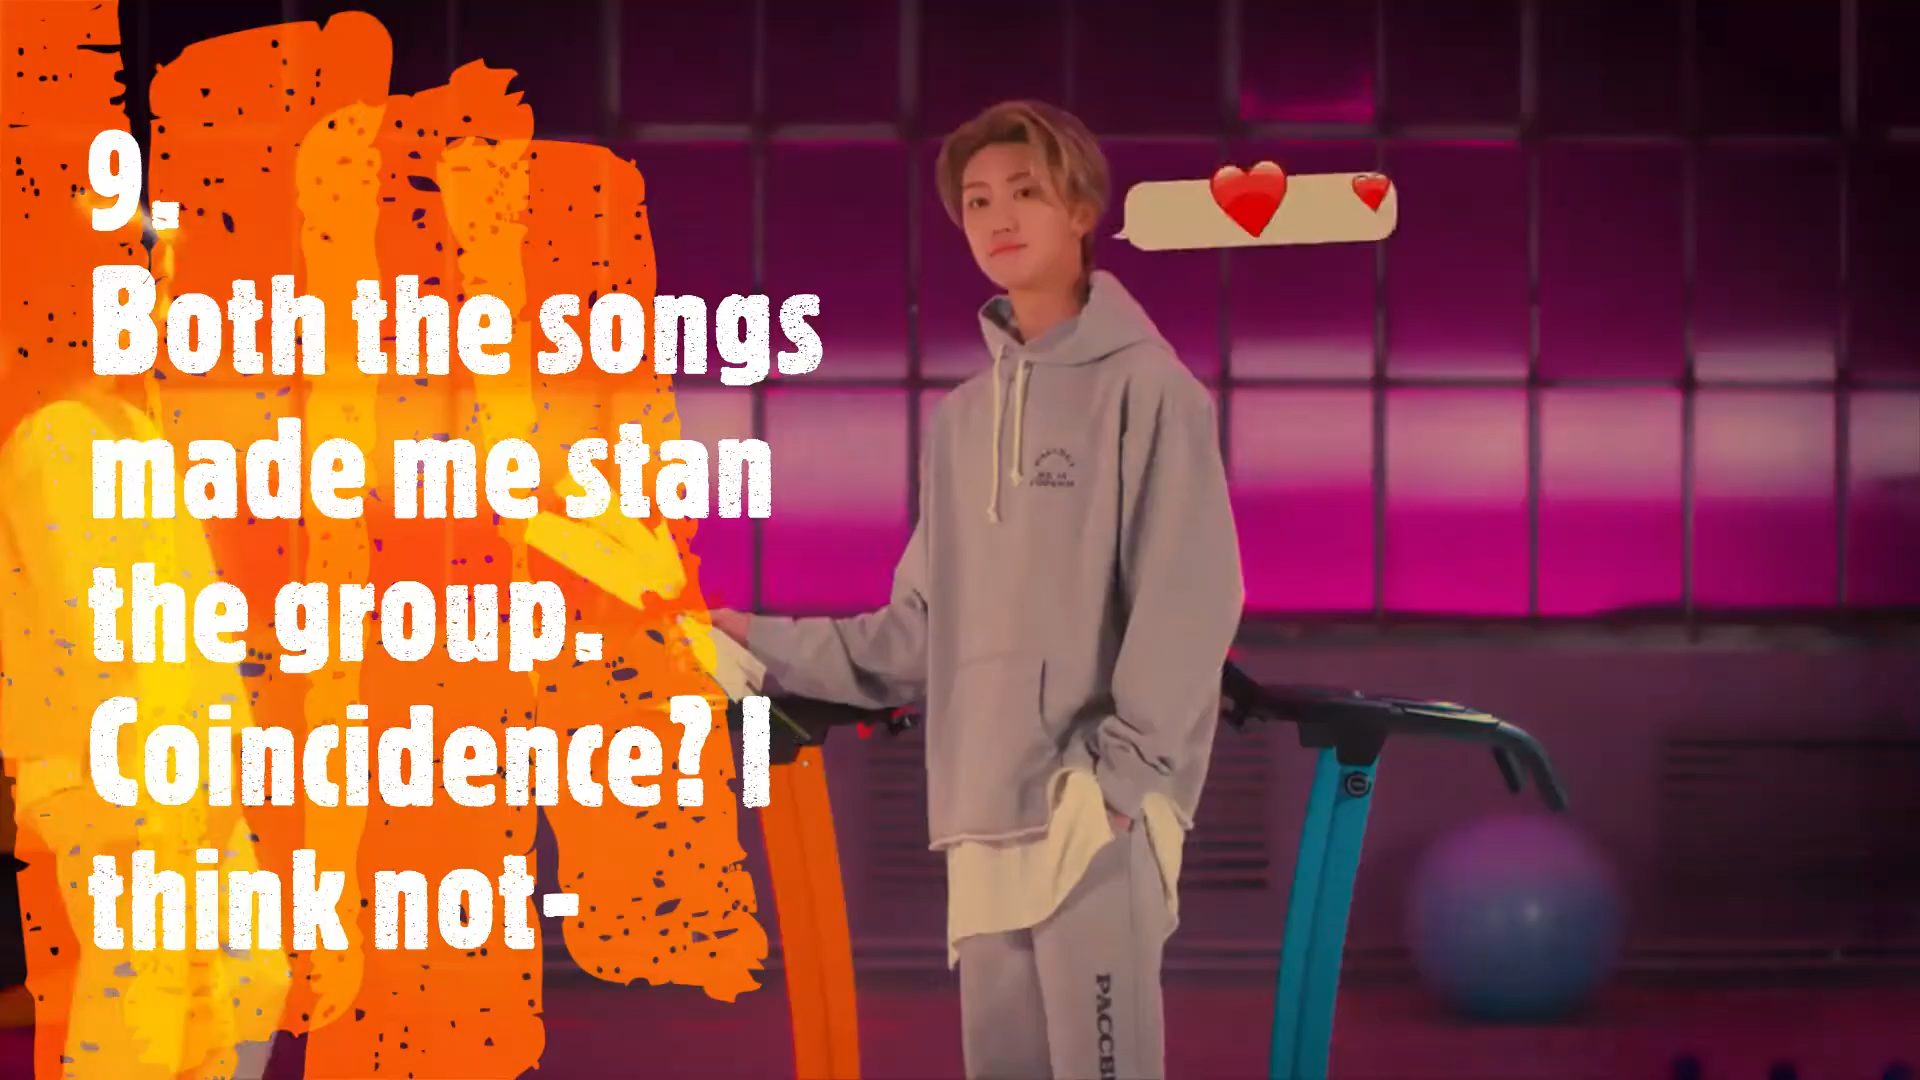 9.
Both the songs
made me stan
the group.
Coincidence? I
think not-